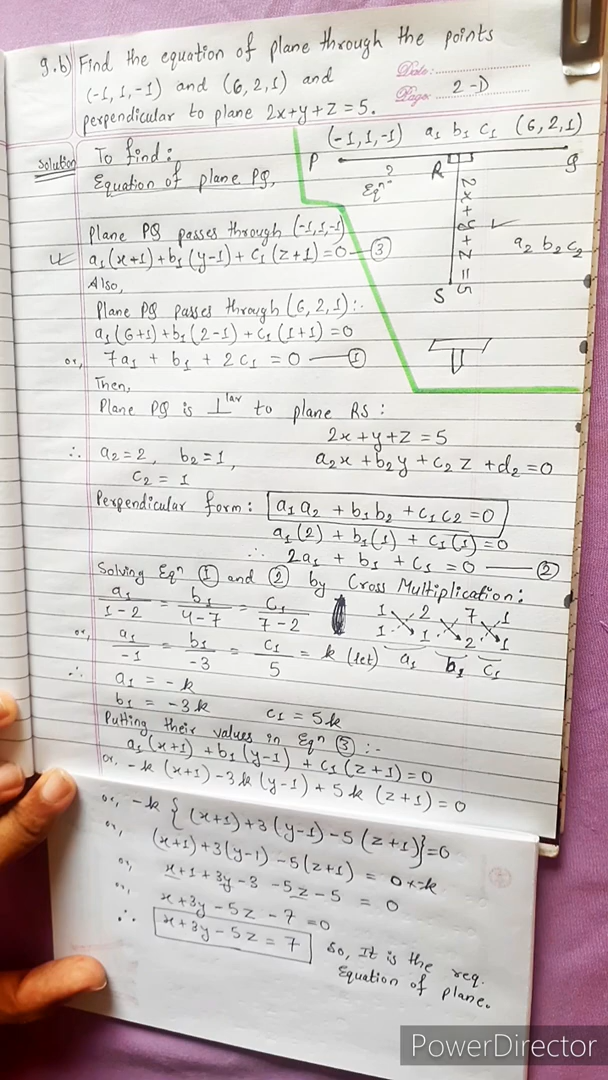 9.b) Find the equation of plane through the points
(-1,1,-1) and (6,2,1) and
perpendicular to plane 2x+y+z=5.
Date:
Page: 2-D
Solution
To find:
Equation of plane PQ,
(-1,1,-1) a₁ b₁ c₁ (6,2,1)
P R Q
?
Eqⁿ
2x+y+z=5
a₂ b₂ c₂
S
Plane PQ passes through (-1,1,-1)
a₁(x+1)+b₁(y-1)+c₁(z+1)=0 — ③
Also,
Plane PQ passes through (6,2,1):-
a₁(6+1)+b₁(2-1)+c₁(1+1)=0
or, 7a₁ + b₁ + 2c₁ = 0 — ①
Then,
Plane PQ is ⊥lar to plane RS:
2x+y+z=5
∴ a₂=2, b₂=1, a₂x+b₂y+c₂z+d₂=0
c₂=1
Perpendicular form: a₁a₂+b₁b₂+c₁c₂=0
a₁(2)+b₁(1)+c₁(1)=0
∴ 2a₁+b₁+c₁=0 — ②
Solving Eqⁿ ① and ② by Cross Multiplication:
a₁/1-2 = b₁/4-7 = c₁/7-2
1 2 7 1
1 1 2 1
a₁ b₁ c₁
or, a₁/-1 = b₁/-3 = c₁/5 = k (let)
∴ a₁ = -k
b₁ = -3k c₁ = 5k
Putting their values in Eqⁿ ③:-
a₁(x+1)+b₁(y-1)+c₁(z+1)=0
or, -k(x+1)-3k(y-1)+5k(z+1)=0
or, -k{(x+1)+3(y-1)-5(z+1)}=0
or, (x+1)+3(y-1)-5(z+1) = 0×-k
or, x+1+3y-3-5z-5=0
or, x+3y-5z-7=0
∴ x+3y-5z=7 So, It is the req.
Equation of plane.
PowerDirector